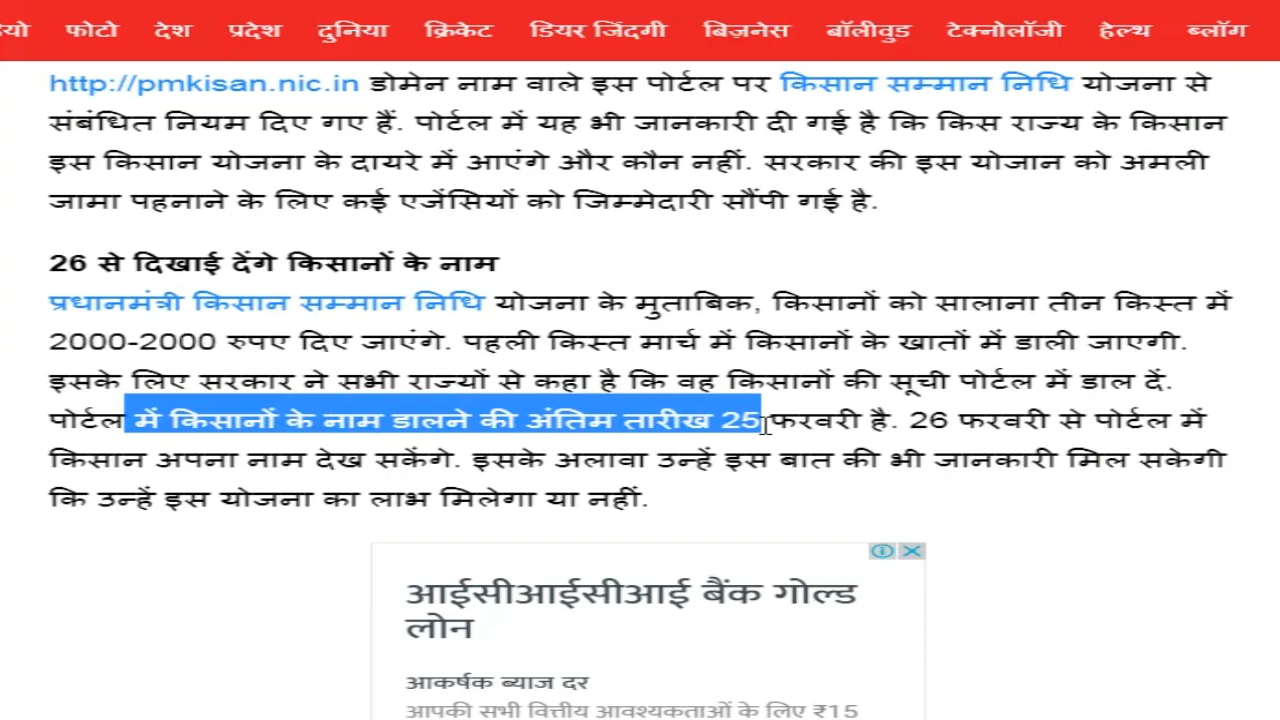 फोटो देश प्रदेश दुनिया क्रिकेट डियर जिंदगी बिज़नेस बॉलीवुड टेक्नोलॉजी हेल्थ ब्लॉग
http://pmkisan.nic.in डोमेन नाम वाले इस पोर्टल पर किसान सम्मान निधि योजना से
संबंधित नियम दिए गए हैं. पोर्टल में यह भी जानकारी दी गई है कि किस राज्य के किसान
इस किसान योजना के दायरे में आएंगे और कौन नहीं. सरकार की इस योजान को अमली
जामा पहनाने के लिए कई एजेंसियों को जिम्मेदारी सौंपी गई है.
26 से दिखाई देंगे किसानों के नाम
प्रधानमंत्री किसान सम्मान निधि योजना के मुताबिक, किसानों को सालाना तीन किस्त में
2000-2000 रुपए दिए जाएंगे. पहली किस्त मार्च में किसानों के खातों में डाली जाएगी.
इसके लिए सरकार ने सभी राज्यों से कहा है कि वह किसानों की सूची पोर्टल में डाल दें.
पोर्टल में किसानों के नाम डालने की अंतिम तारीख 25 फरवरी है. 26 फरवरी से पोर्टल में
किसान अपना नाम देख सकेंगे. इसके अलावा उन्हें इस बात की भी जानकारी मिल सकेगी
कि उन्हें इस योजना का लाभ मिलेगा या नहीं.
आईसीआईसीआई बैंक गोल्ड
लोन
आकर्षक ब्याज दर
आपकी सभी वित्तीय आवश्यकताओं के लिए ₹15